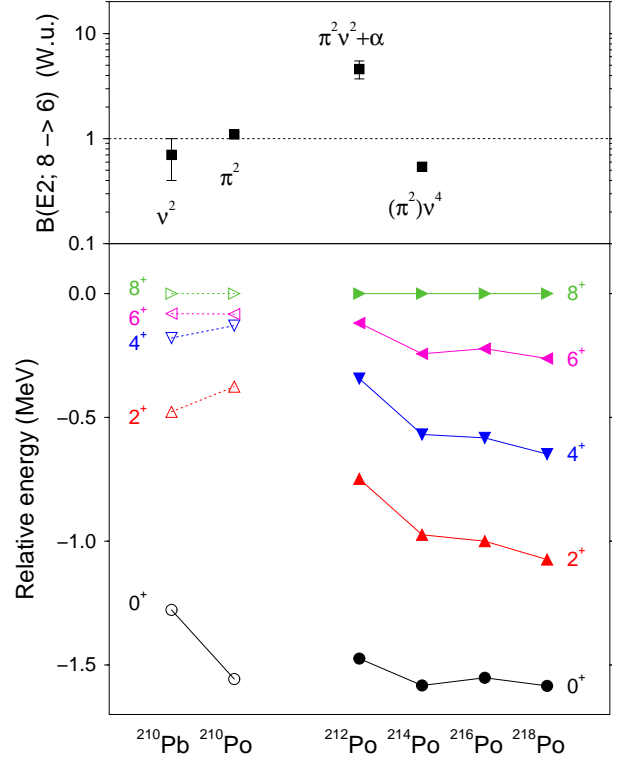 B(E2; 8 −> 6)  (W.u.)
10
1
0.1
π²ν²+α
ν²
π²
(π²)ν⁴
Relative energy (MeV)
0.0
−0.5
−1.0
−1.5
8⁺
6⁺
4⁺
2⁺
0⁺
8⁺
6⁺
4⁺
2⁺
0⁺
²¹⁰Pb ²¹⁰Po ²¹²Po ²¹⁴Po ²¹⁶Po ²¹⁸Po